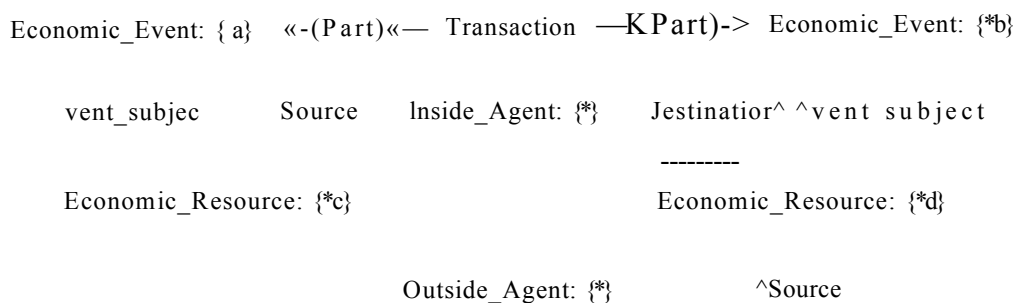 Economic_Event: { a} «-(Part)«— Transaction —KPart)-> Economic_Event: {*b}
vent_subjec Source lnside_Agent: {*} Jestinatior^ ^vent subject
---------
Economic_Resource: {*c} Economic_Resource: {*d}
Outside_Agent: {*} ^Source